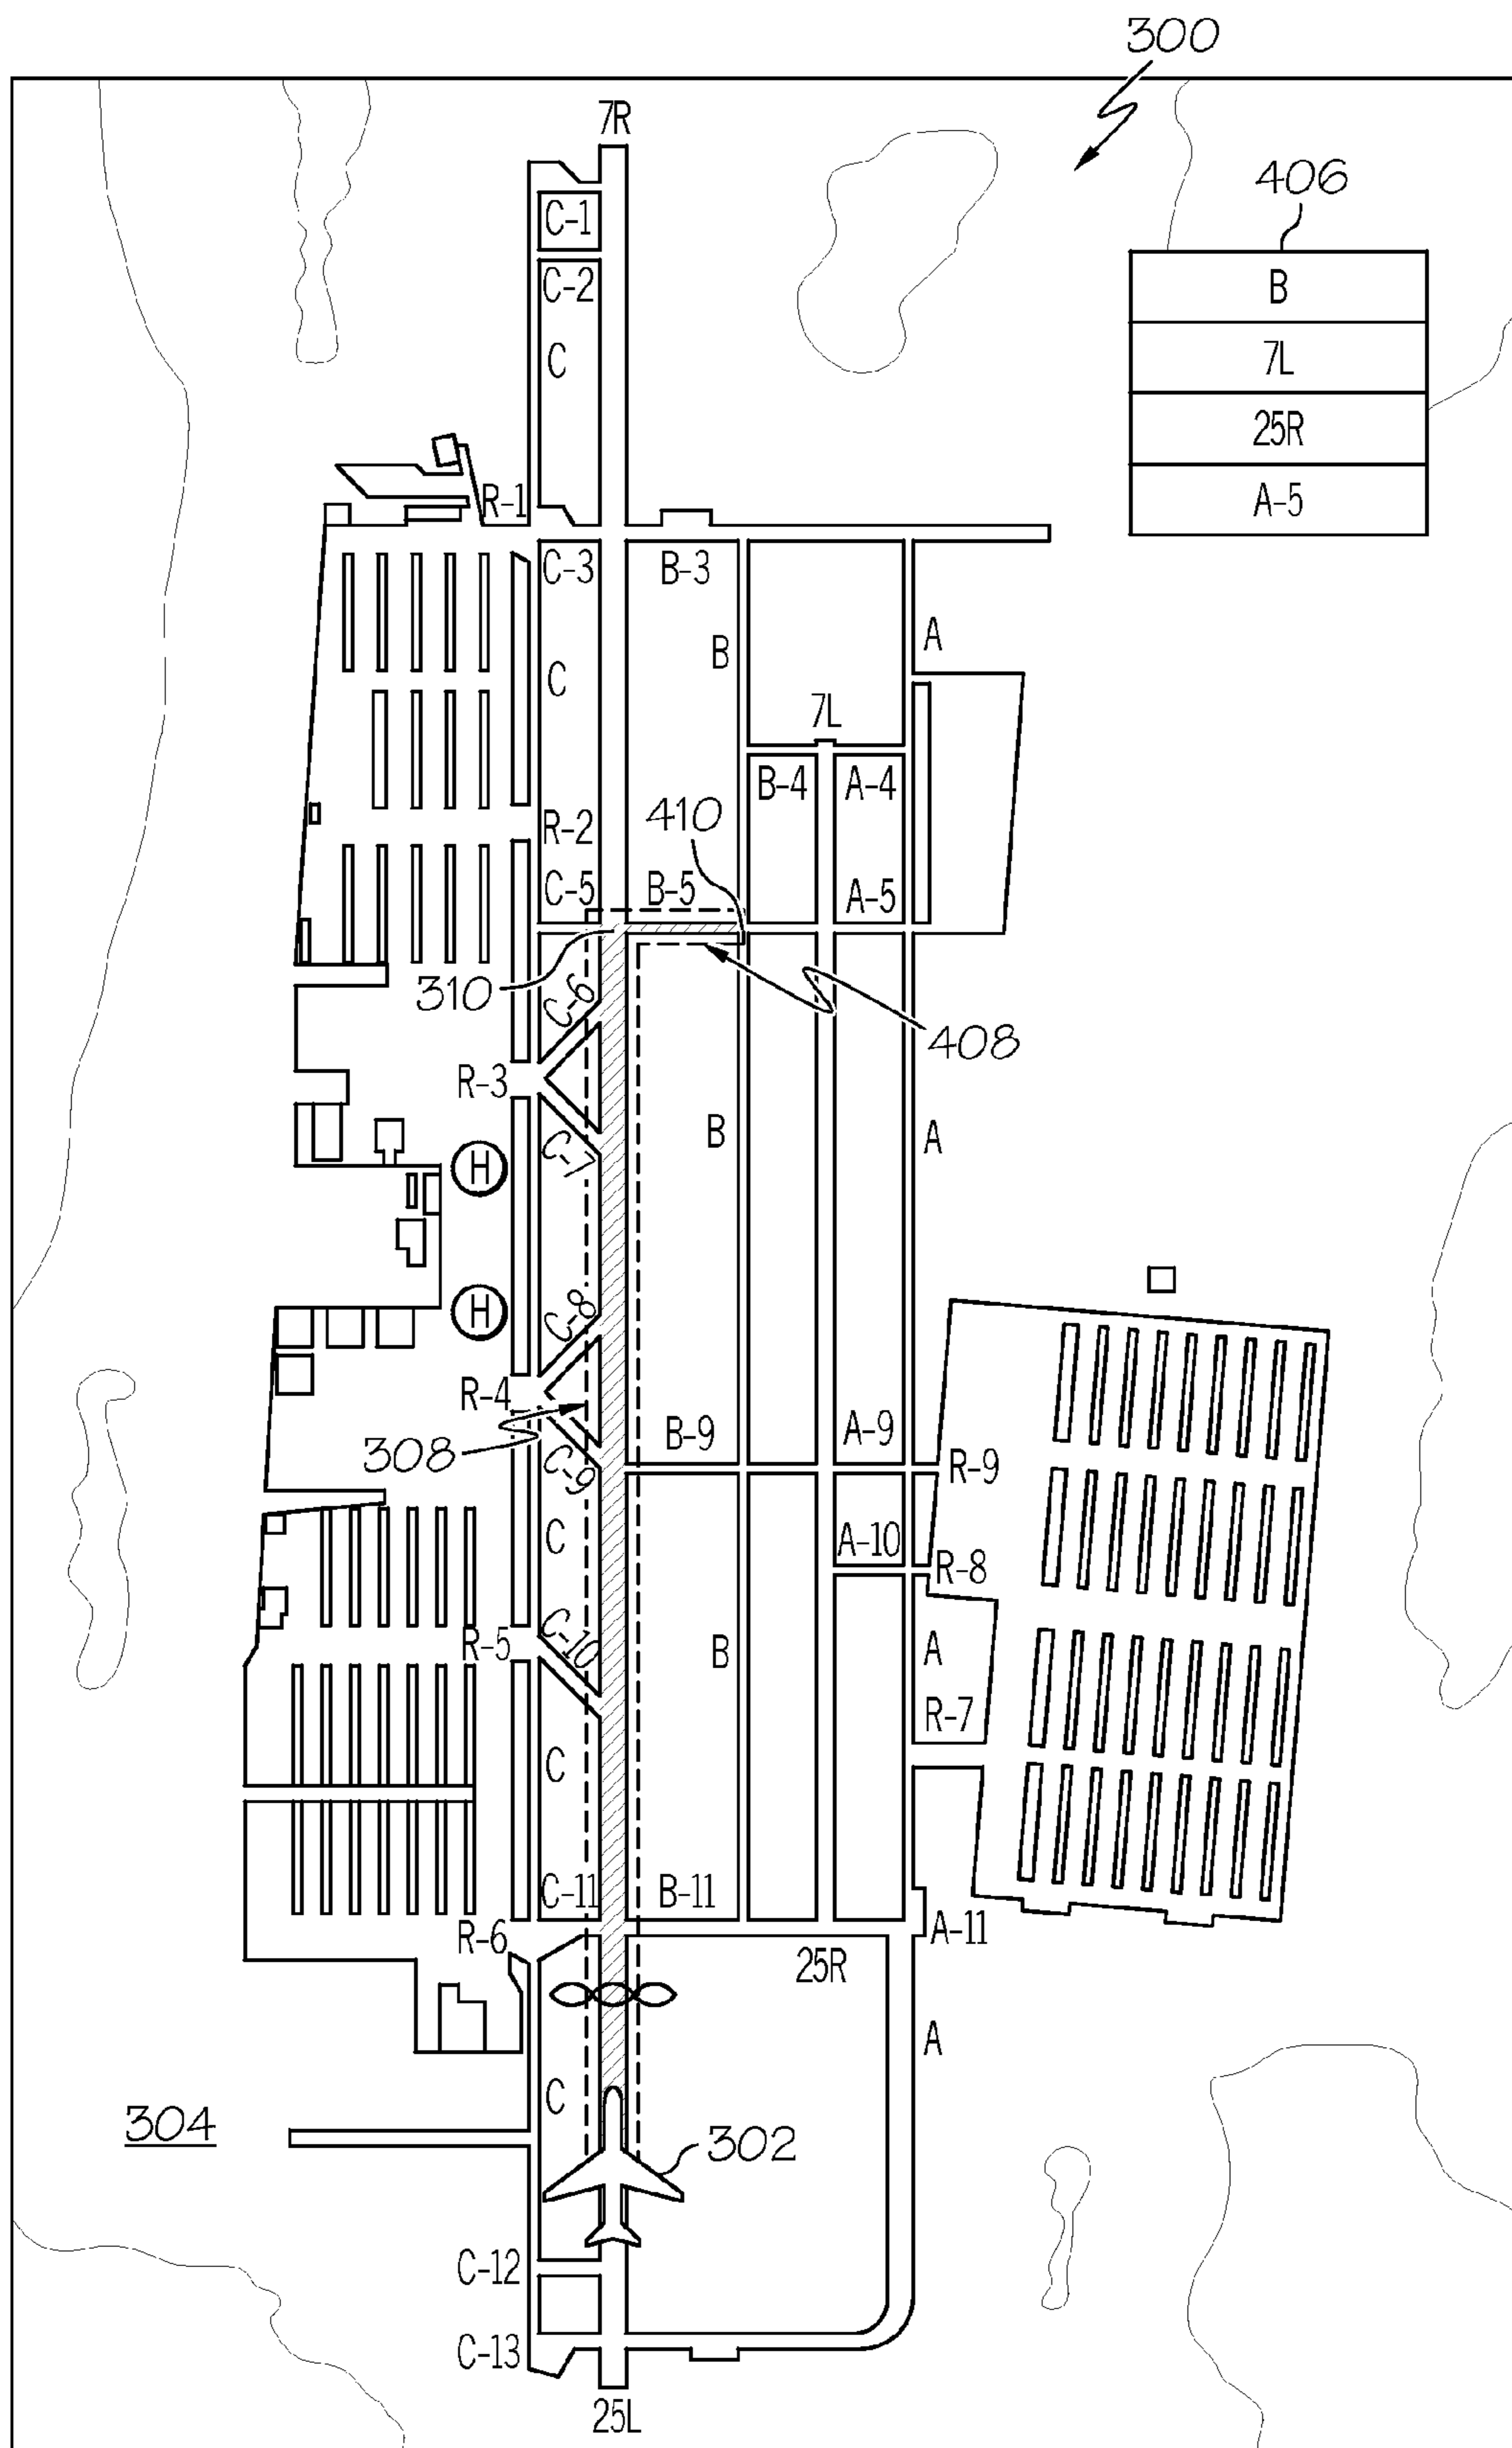 300
7R
406
C-1
B
C-2
7L
C
25R
R-1
A-5
C-3
B-3
A
B
C
7L
B-4
A-4
410
R-2
C-5
B-5
A-5
310
C-6
408
R-3
B
A
C-7
H
C-8
H
R-4
B-9
A-9
308
C-9
R-9
C
A-10
R-8
C-10
R-5
B
A
R-7
C
C-11
B-11
R-6
A-11
25R
A
C
304
302
C-12
C-13
25L